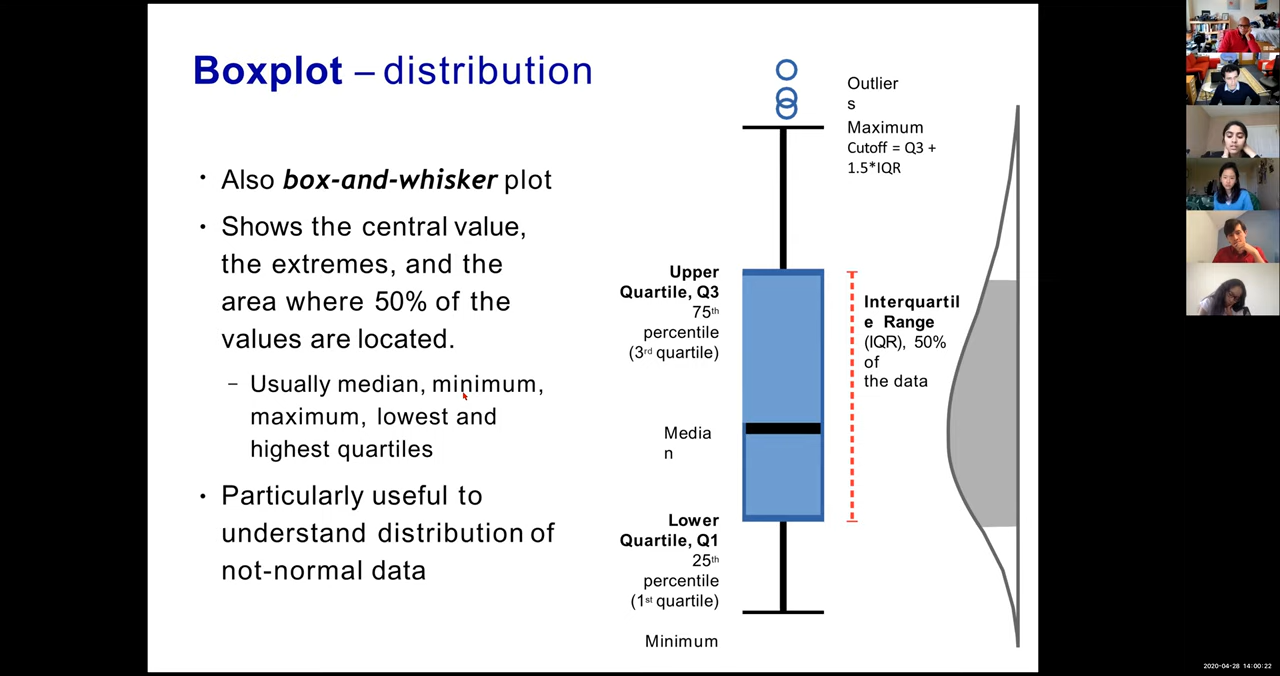 Boxplot – distribution
• Also box-and-whisker plot
• Shows the central value,
the extremes, and the
area where 50% of the
values are located.
– Usually median, minimum,
maximum, lowest and
highest quartiles
• Particularly useful to
understand distribution of
not-normal data
Outlier
s
Maximum
Cutoff = Q3 +
1.5*IQR
Upper
Quartile, Q3
75th
percentile
(3rd quartile)
Interquartil
e Range
(IQR), 50%
of
the data
Media
n
Lower
Quartile, Q1
25th
percentile
(1st quartile)
Minimum
2020-04-28 14:00:22